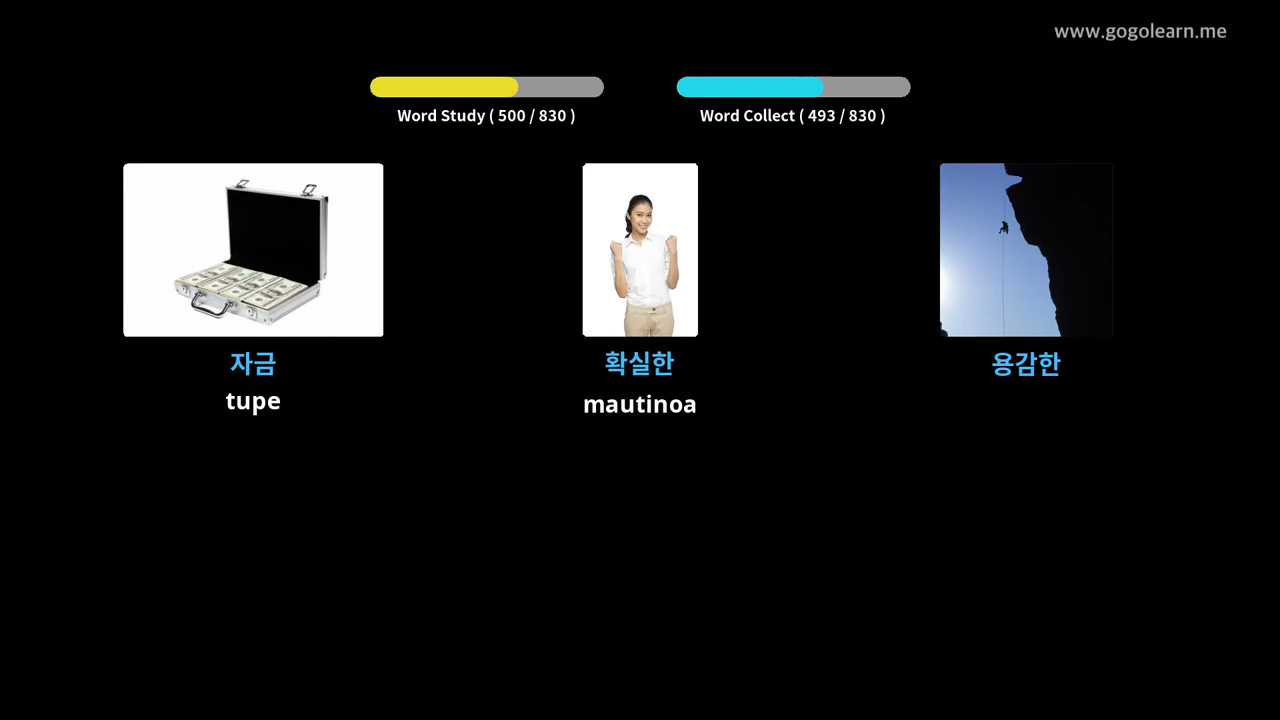 www.gogolearn.me
Word Study ( 500 / 830 )
Word Collect ( 493 / 830 )
자금
tupe
확실한
mautinoa
용감한